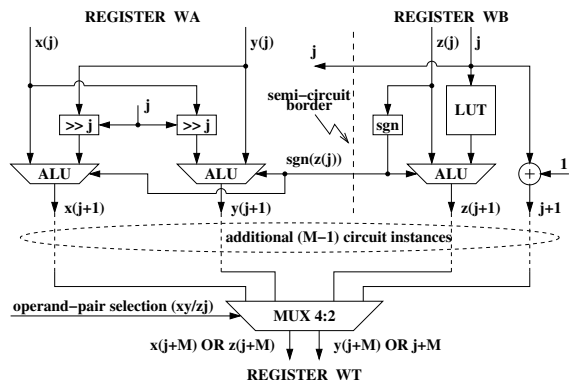 REGISTER WA REGISTER WB
x(j) y(j) z(j) j
j
semi-circuit
border
>> j j >> j sgn LUT
sgn(z(j))
ALU ALU ALU + 1
x(j+1) y(j+1) z(j+1) j+1
additional (M-1) circuit instances
operand-pair selection (xy/zj) MUX 4:2
x(j+M) OR z(j+M) y(j+M) OR j+M
REGISTER WT